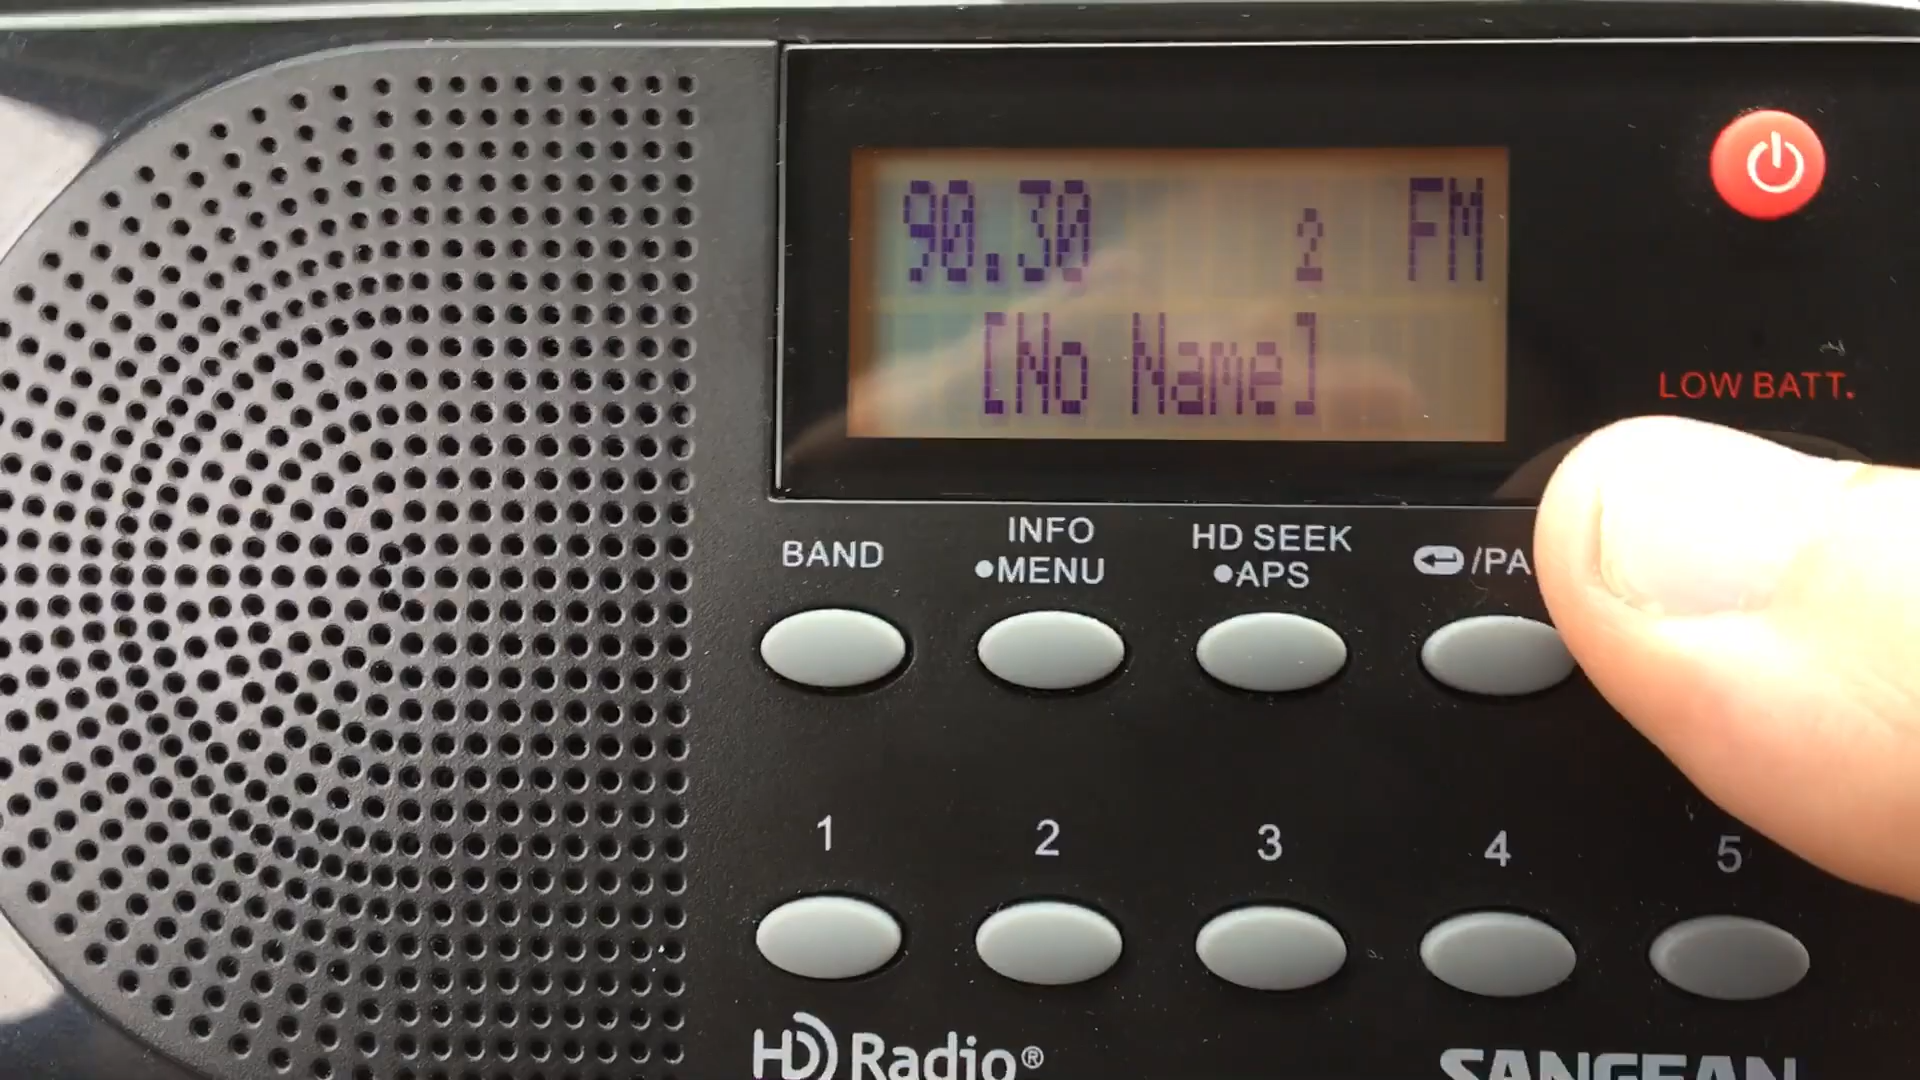 90.30 2 FM
[No Name]
LOW BATT.
BAND
INFO
•MENU
HD SEEK
•APS
/PA
1
2
3
4
5
HD Radio®
SANGEAN